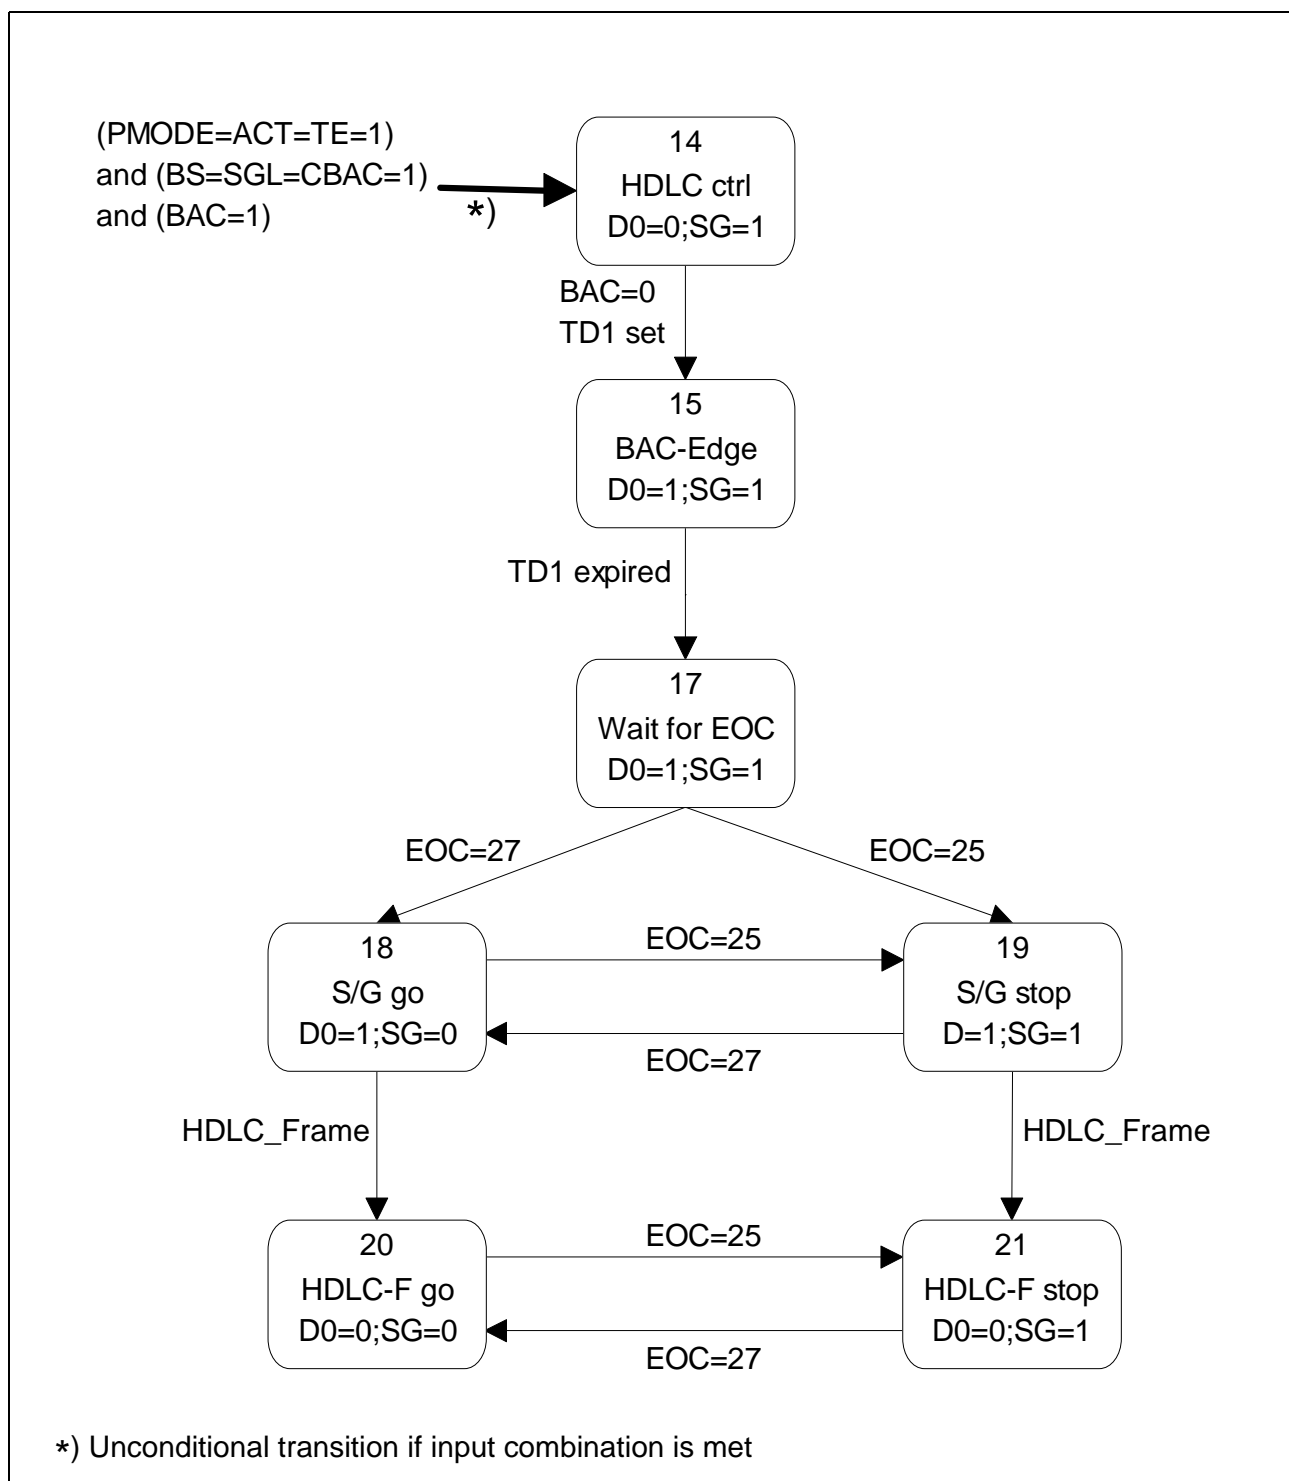 (PMODE=ACT=TE=1)
and (BS=SGL=CBAC=1)
and (BAC=1)
*)
14
HDLC ctrl
D0=0;SG=1
BAC=0
TD1 set
15
BAC-Edge
D0=1;SG=1
TD1 expired
17
Wait for EOC
D0=1;SG=1
EOC=27
EOC=25
18
S/G go
D0=1;SG=0
EOC=25
EOC=27
19
S/G stop
D=1;SG=1
HDLC_Frame
HDLC_Frame
20
HDLC-F go
D0=0;SG=0
EOC=25
EOC=27
21
HDLC-F stop
D0=0;SG=1
*) Unconditional transition if input combination is met